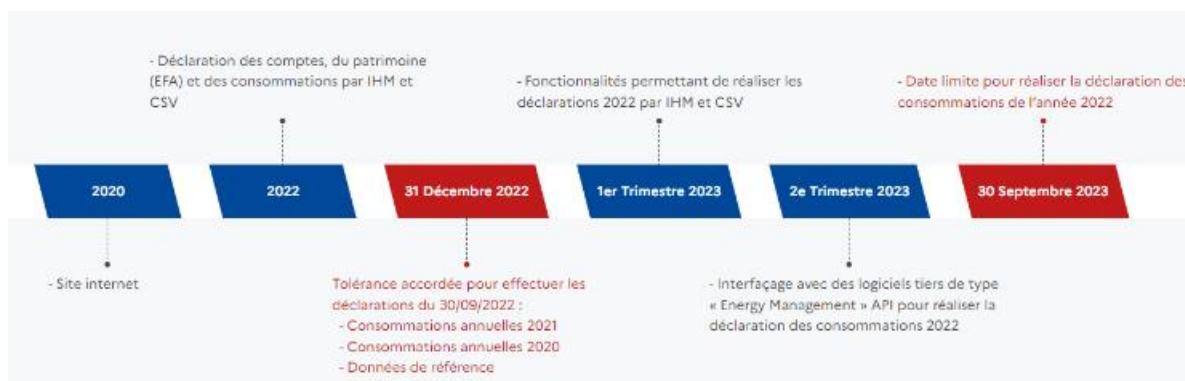 - Déclaration des comptes, du patrimoine
(EFA) et des consommations par IHM et
CSV
- Fonctionnalités permettant de réaliser les
déclarations 2022 par IHM et CSV
- Date limite pour réaliser la déclaration des
consommations de l'année 2022
2020
2022
31 Décembre 2022
1er Trimestre 2023
2e Trimestre 2023
30 Septembre 2023
- Site internet
Tolérance accordée pour effectuer les
déclarations du 30/09/2022 :
- Consommations annuelles 2021
- Consommations annuelles 2020
- Données de référence
- Interfaçage avec des logiciels tiers de type
« Energy Management » API pour réaliser la
déclaration des consommations 2022